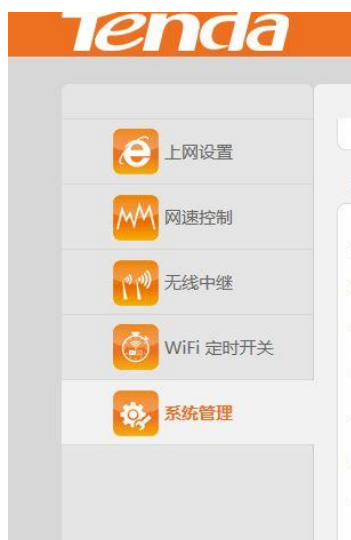 Tenda
上网设置
网速控制
无线中继
WiFi 定时开关
系统管理